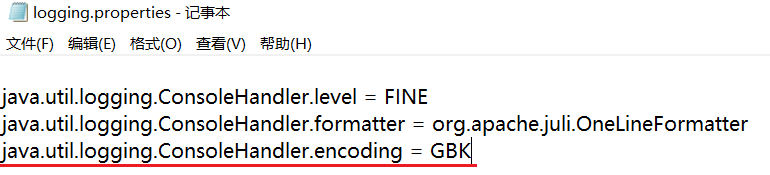 logging.properties - 记事本
文件(F) 编辑(E) 格式(O) 查看(V) 帮助(H)
java.util.logging.ConsoleHandler.level = FINE
java.util.logging.ConsoleHandler.formatter = org.apache.juli.OneLineFormatter
java.util.logging.ConsoleHandler.encoding = GBK